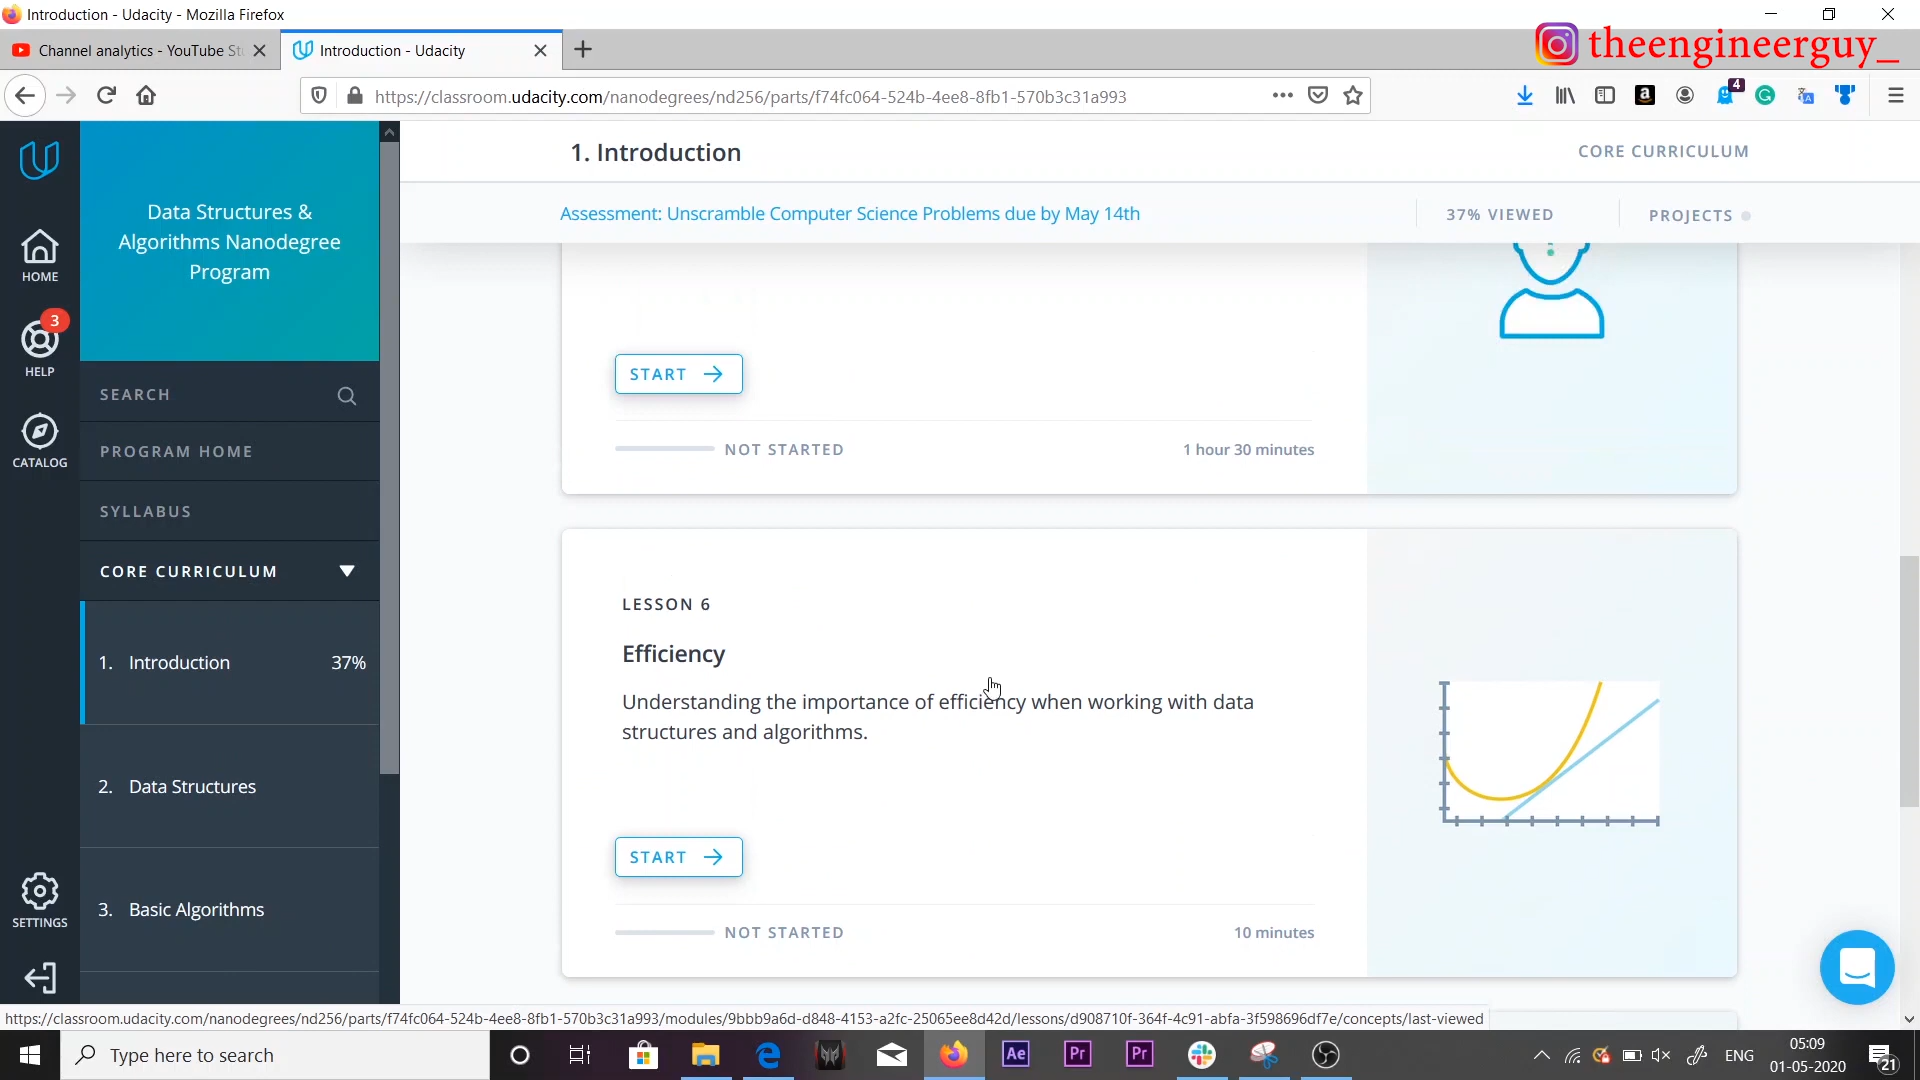 Introduction - Udacity - Mozilla Firefox
Channel analytics - YouTube St
Introduction - Udacity
theengineerguy_
https://classroom.udacity.com/nanodegrees/nd256/parts/f74fc064-524b-4ee8-8fb1-570b3c31a993
4
Data Structures &
Algorithms Nanodegree
Program
HOME
3
HELP
CATALOG
SETTINGS
SEARCH
PROGRAM HOME
SYLLABUS
CORE CURRICULUM
1. Introduction 37%
2. Data Structures
3. Basic Algorithms
1. Introduction
CORE CURRICULUM
Assessment: Unscramble Computer Science Problems due by May 14th
37% VIEWED
PROJECTS
START
NOT STARTED
1 hour 30 minutes
LESSON 6
Efficiency
Understanding the importance of efficiency when working with data
structures and algorithms.
START
NOT STARTED
10 minutes
https://classroom.udacity.com/nanodegrees/nd256/parts/f74fc064-524b-4ee8-8fb1-570b3c31a993/modules/9bbb9a6d-d848-4153-a2fc-25065ee8d42d/lessons/d908710f-364f-4c91-abfa-3f598696df7e/concepts/last-viewed
Type here to search
Ae
Pr
Pr
ENG
05:09
01-05-2020
21